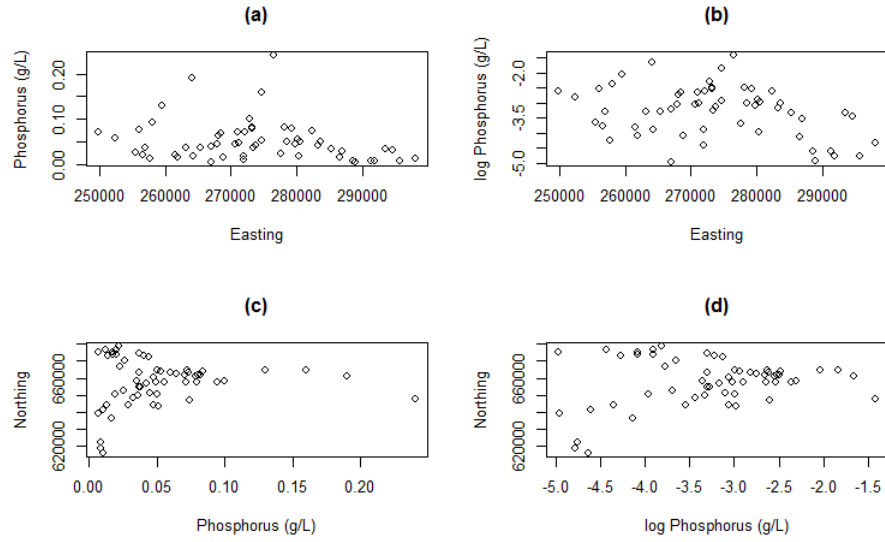 (a)
Phosphorus (g/L)
0.20
0.10
0.00
250000 260000 270000 280000 290000
Easting
(b)
log Phosphorus (g/L)
-2.0
-3.5
-5.0
250000 260000 270000 280000 290000
Easting
(c)
Northing
660000
620000
0.00 0.05 0.10 0.15 0.20
Phosphorus (g/L)
(d)
Northing
660000
620000
-5.0 -4.5 -4.0 -3.5 -3.0 -2.5 -2.0 -1.5
log Phosphorus (g/L)